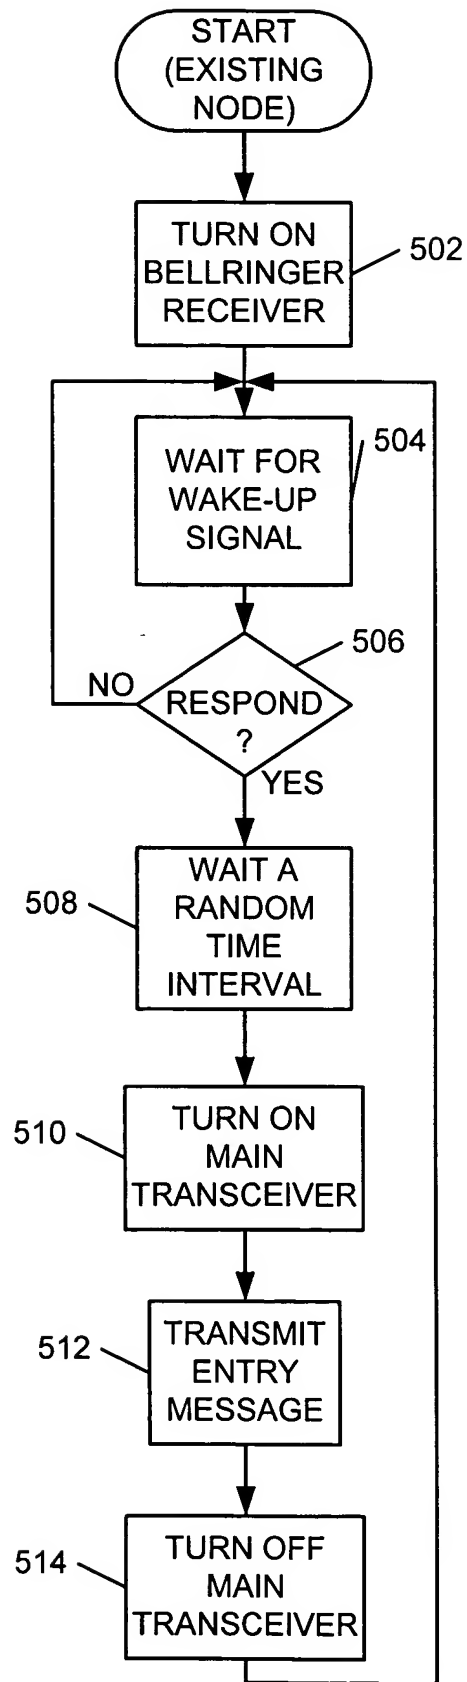 START
(EXISTING
NODE)
TURN ON
BELLRINGER
RECEIVER
502
WAIT FOR
WAKE-UP
SIGNAL
504
506
NO
RESPOND
?
YES
508
WAIT A
RANDOM
TIME
INTERVAL
510
TURN ON
MAIN
TRANSCEIVER
512
TRANSMIT
ENTRY
MESSAGE
514
TURN OFF
MAIN
TRANSCEIVER